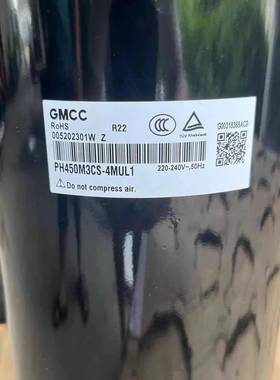 GMCC
RoHS R22
005202301W Z
TÜV Rheinland
PH450M3CS-4MUL1
220-240V~,50Hz
Do not compress air.